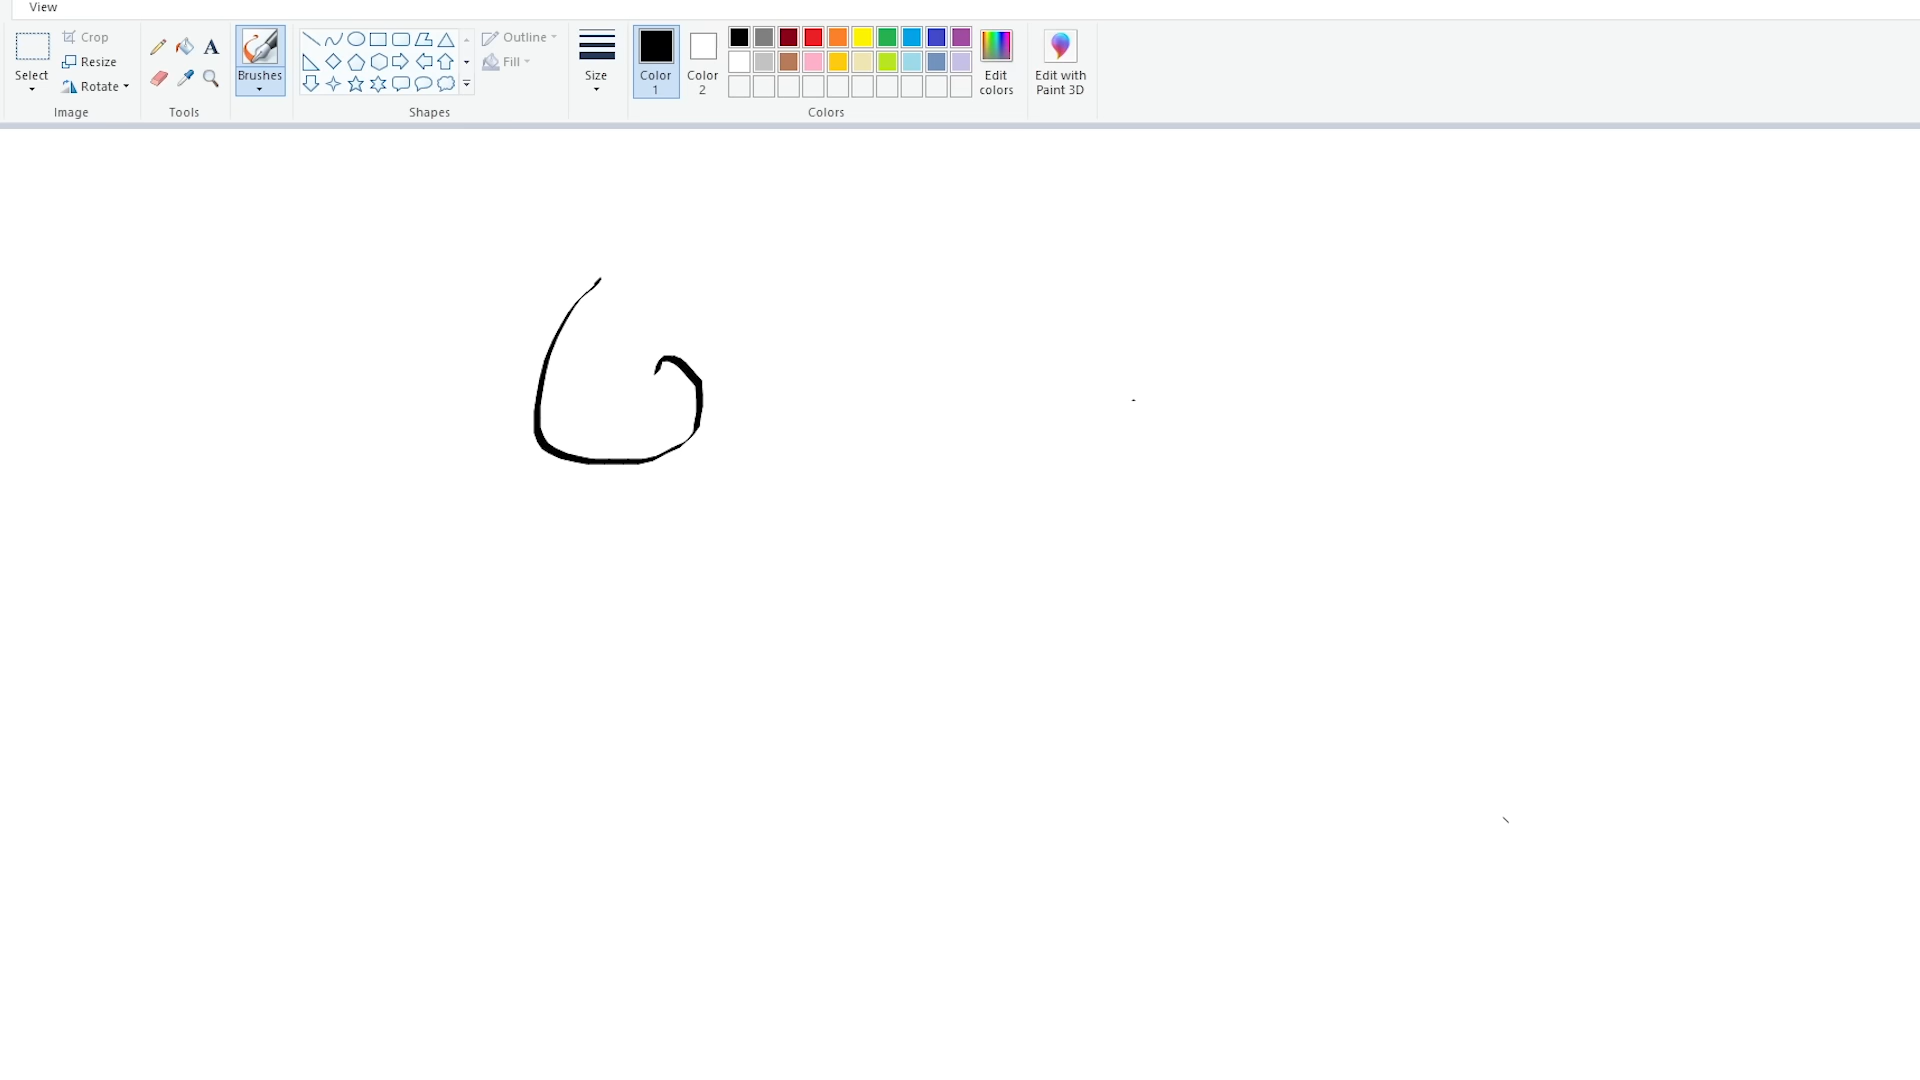 View
Select
Crop
Resize
Rotate
Image
A
Tools
Brushes
Shapes
Outline
Fill
Size
Color
1
Color
2
Colors
Edit
colors
Edit with
Paint 3D